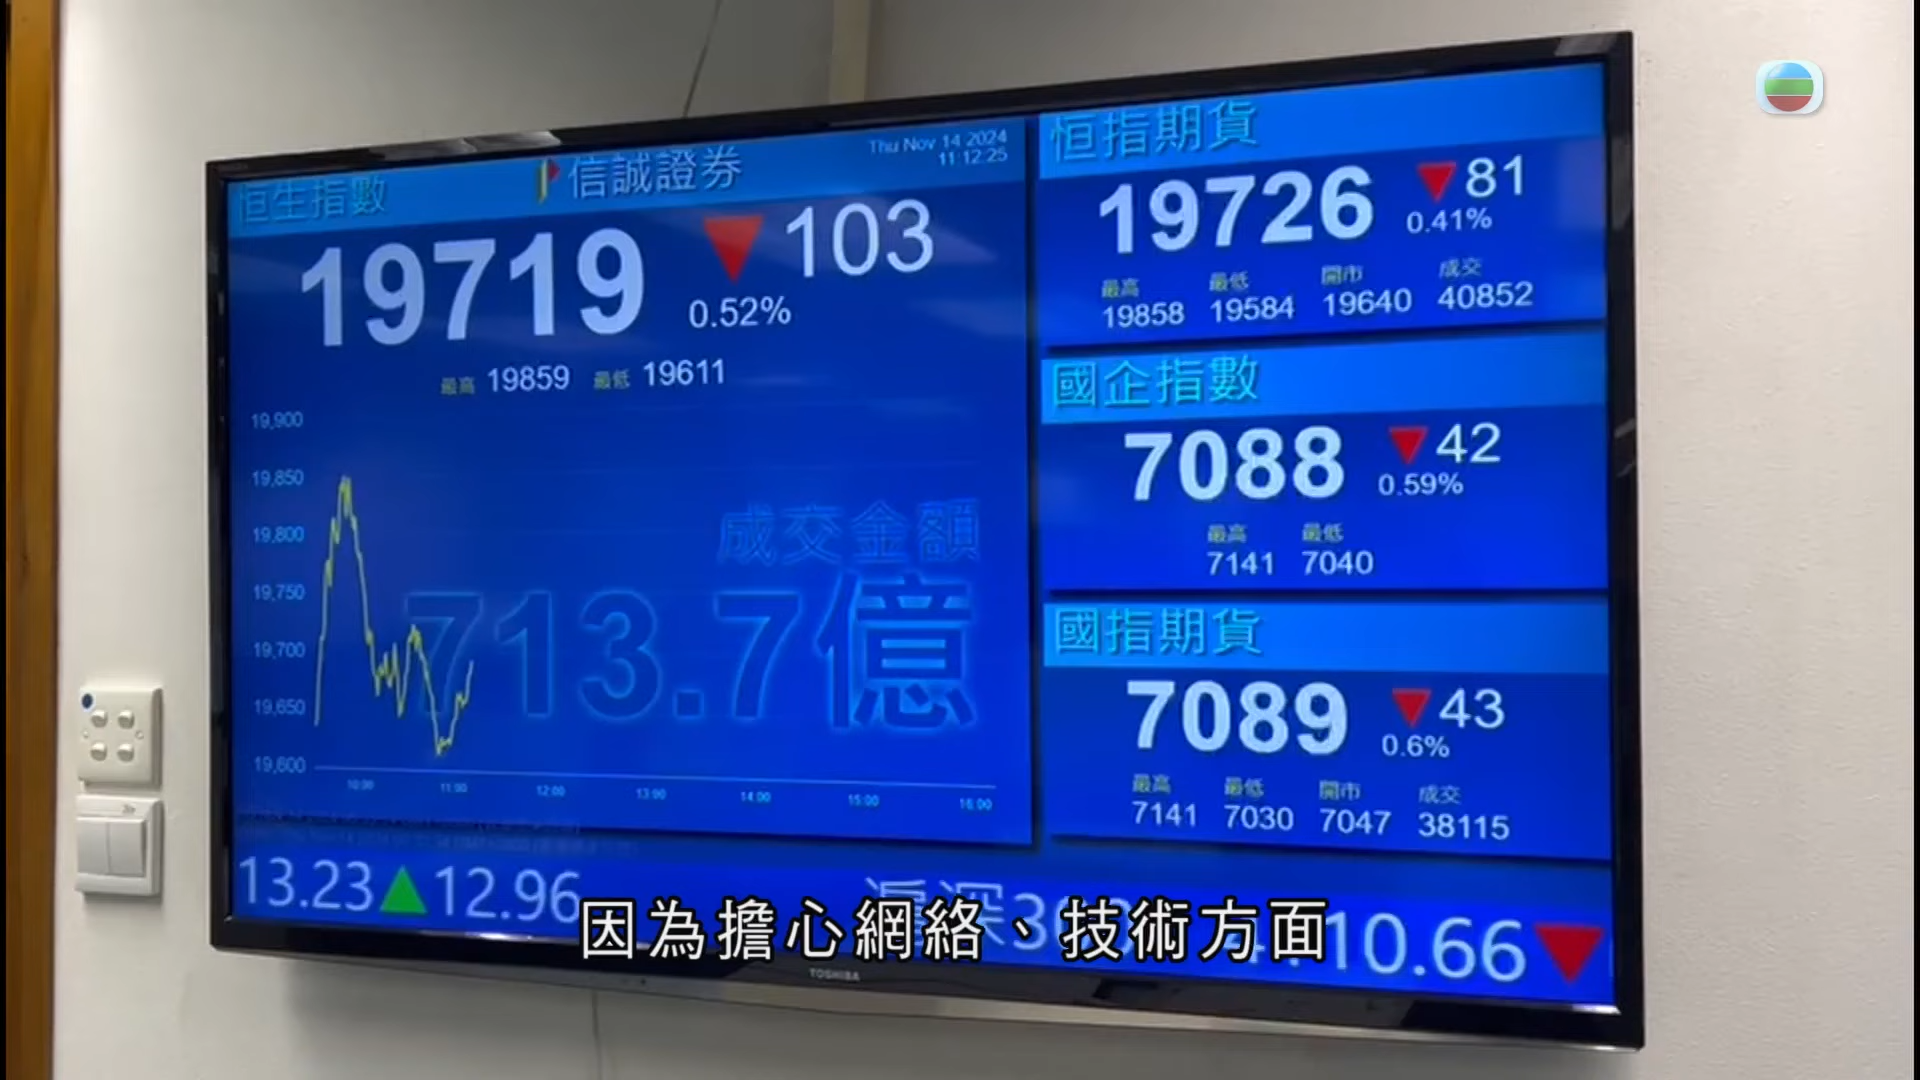 Thu Nov 14 2024
11:12:25
恒生指數
信誠證券
19719 ▼103
0.52%
最高 19859 最低 19611
19,900
19,850
19,800
19,750
19,700
19,650
19,600
10:00 11:00 12:00 13:00 14:00 15:00 16:00
成交金額
713.7億
恒指期貨
19726 ▼81
0.41%
最高 最低 開市 成交
19858 19584 19640 40852
國企指數
7088 ▼42
0.59%
最高 最低
7141 7040
國指期貨
7089 ▼43
0.6%
最高 最低 開市 成交
7141 7030 7047 38115
13.23▲12.96
10.66▼
因為擔心網絡、技術方面
TOSHIBA